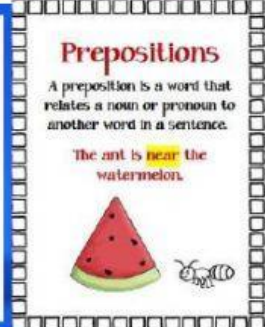 Prepositions
A preposition is a word that
relates a noun or pronoun to
another word in a sentence.
The ant is near the
watermelon.